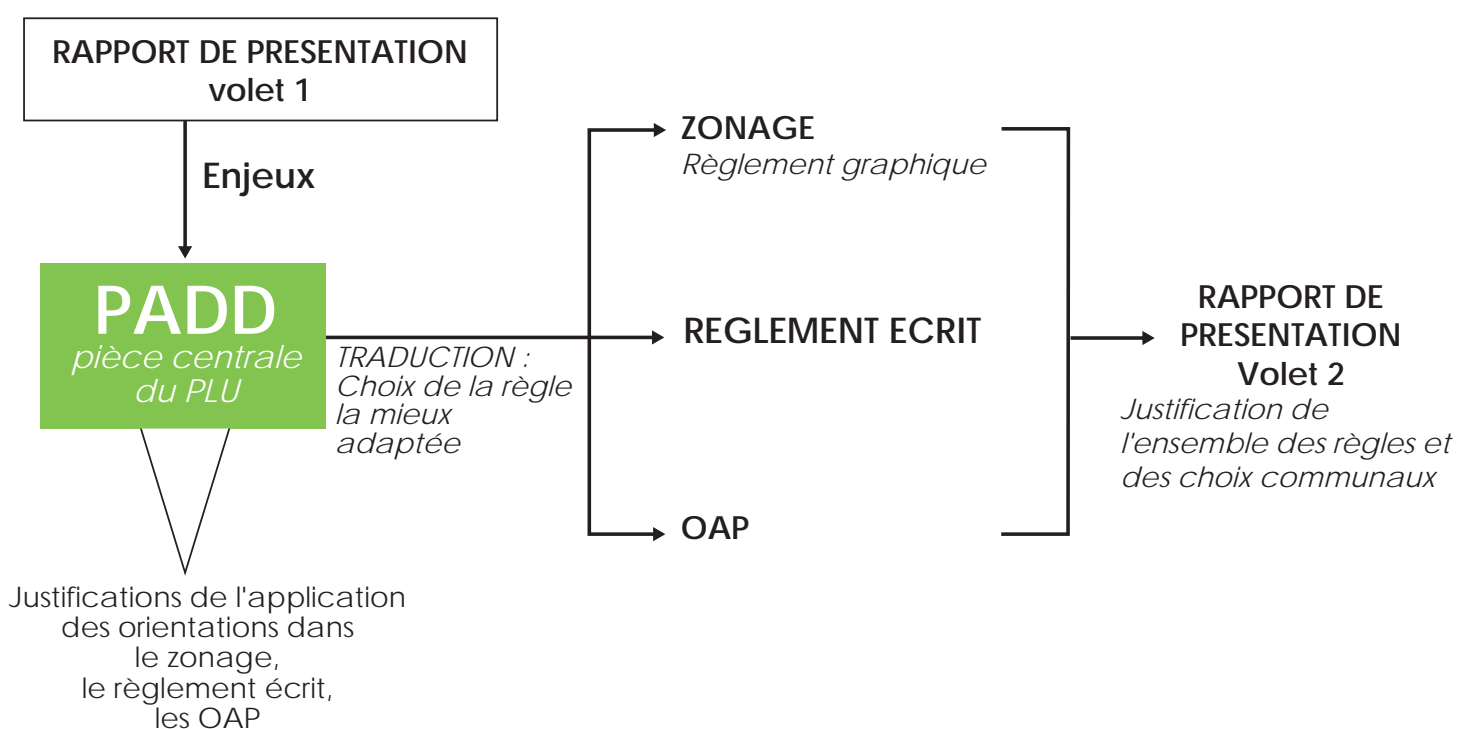 RAPPORT DE PRESENTATION
volet 1
Enjeux
PADD
pièce centrale
du PLU
TRADUCTION :
Choix de la règle
la mieux
adaptée
Justifications de l'application
des orientations dans
le zonage,
le règlement écrit,
les OAP
ZONAGE
Règlement graphique
REGLEMENT ECRIT
OAP
RAPPORT DE
PRESENTATION
Volet 2
Justification de
l'ensemble des règles et
des choix communaux